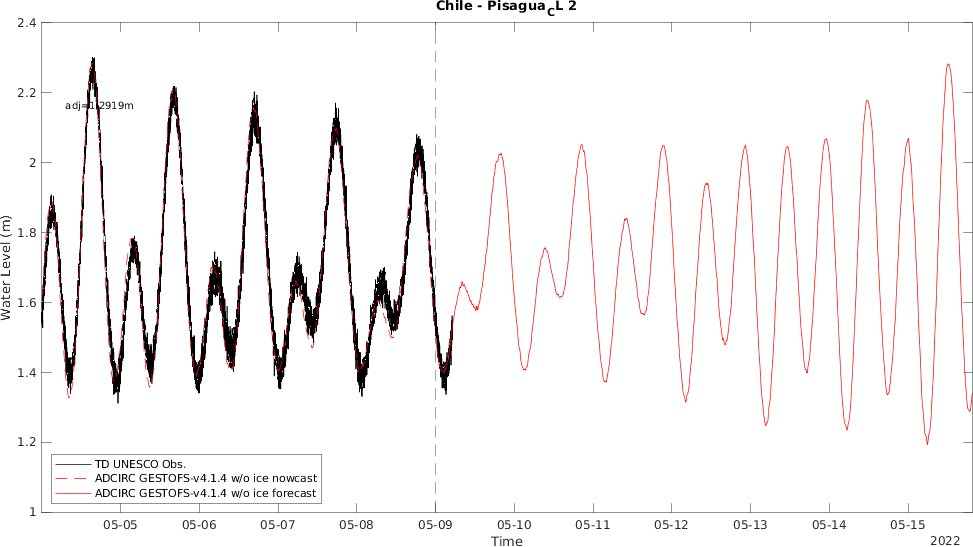 Chile - PisaguaCL 2
2.4
2.2
2
1.8
1.6
1.4
1.2
1
Water Level (m)
adj=1.2919m
TD UNESCO Obs.
ADCIRC GESTOFS-v4.1.4 w/o ice nowcast
ADCIRC GESTOFS-v4.1.4 w/o ice forecast
05-05 05-06 05-07 05-08 05-09 05-10 05-11 05-12 05-13 05-14 05-15
Time
2022